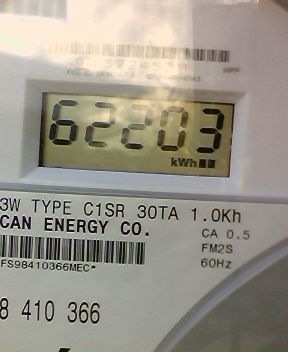 62203
kWh
3W TYPE C1SR 30TA 1.0Kh
CAN ENERGY CO.
CA 0.5
FM2S
60Hz
FS98410366MEC*
8 410 366